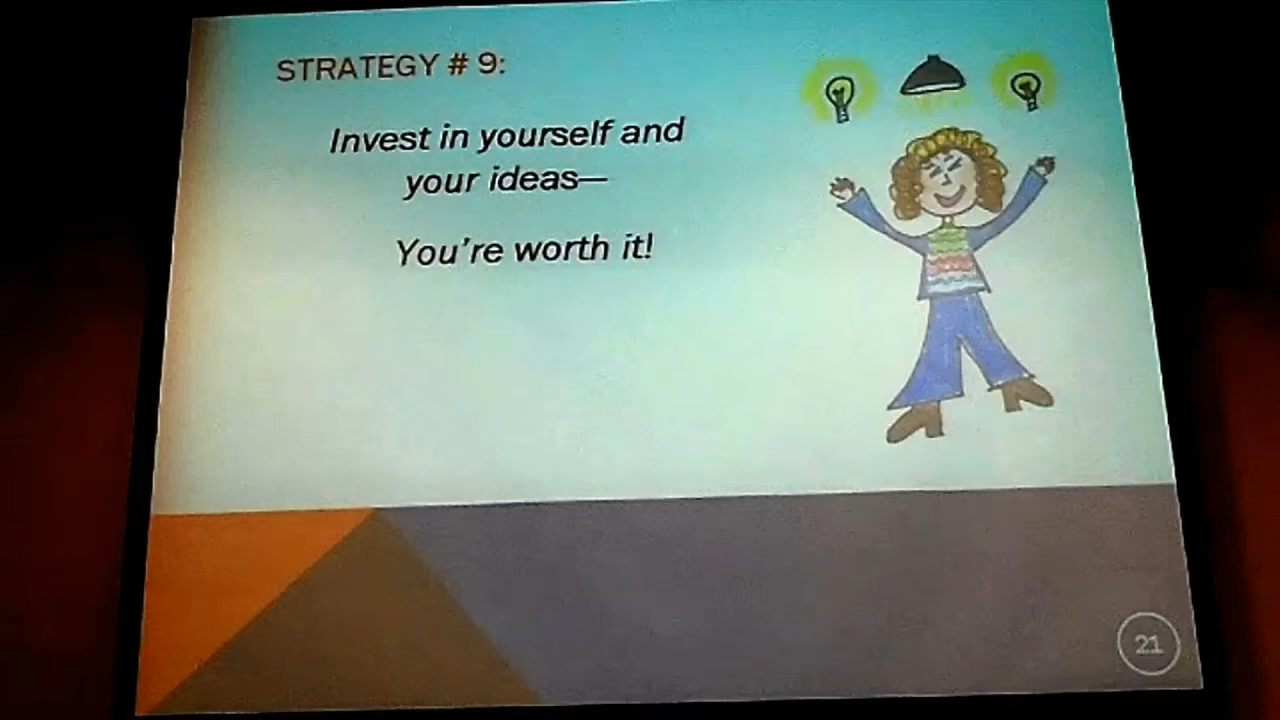 STRATEGY # 9:
Invest in yourself and
your ideas—
You're worth it!
21